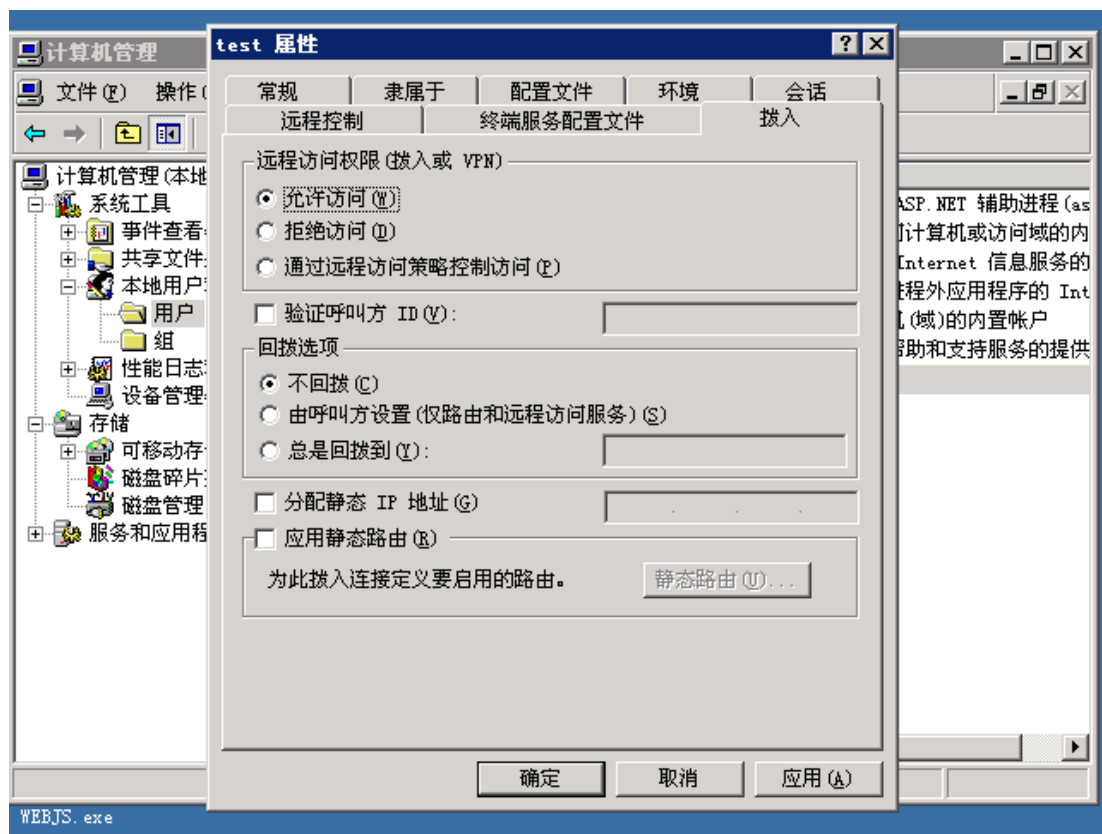 计算机管理
文件(F) 操作(
计算机管理(本地
系统工具
事件查看
共享文件
本地用户
用户
组
性能日志
设备管理
存储
可移动存
磁盘碎片
磁盘管理
服务和应用程
test 属性
常规 隶属于 配置文件 环境 会话
远程控制 终端服务配置文件 拨入
远程访问权限(拨入或 VPN)
允许访问(W)
拒绝访问(D)
通过远程访问策略控制访问(P)
验证呼叫方 ID(V):
回拨选项
不回拨(C)
由呼叫方设置(仅路由和远程访问服务)(S)
总是回拨到(Y):
分配静态 IP 地址(G)
应用静态路由(R)
为此拨入连接定义要启用的路由。
静态路由(U)...
确定 取消 应用(A)
ASP.NET 辅助进程(as
计算机或访问域的内
Internet 信息服务的
程外应用程序的 Int
(域)的内置帐户
助和支持服务的提供
WEBJS.exe